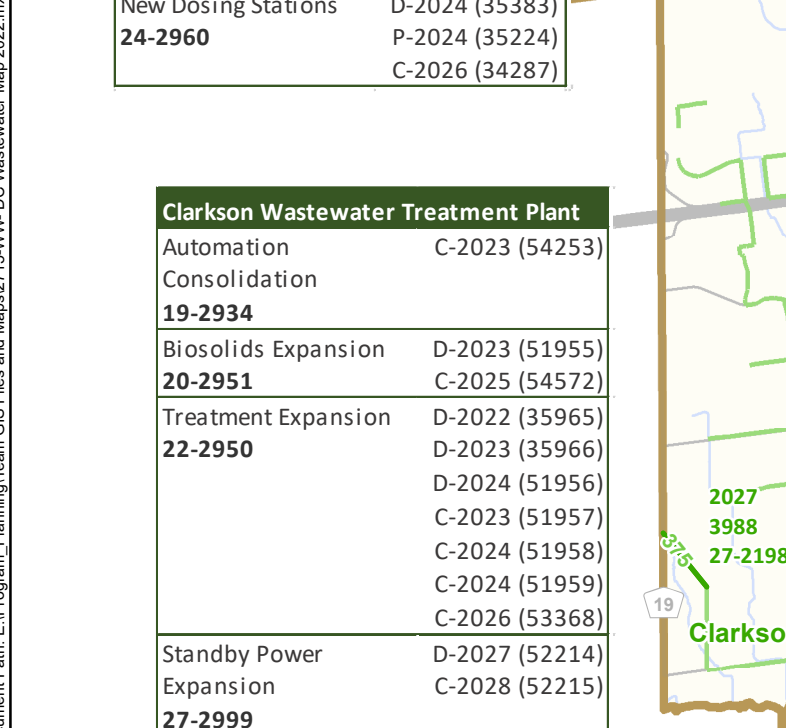 New Dosing Stations D-2024 (35383)
24-2960 P-2024 (35224)
C-2026 (34287)
Clarkson Wastewater Treatment Plant
Automation C-2023 (54253)
Consolidation
19-2934
Biosolids Expansion D-2023 (51955)
20-2951 C-2025 (54572)
Treatment Expansion D-2022 (35965)
22-2950 D-2023 (35966)
D-2024 (51956)
C-2023 (51957)
C-2024 (51958)
C-2024 (51959)
C-2026 (53368)
Standby Power D-2027 (52214)
Expansion C-2028 (52215)
27-2999
2027
3988
27-2198
375
19
Clarkso